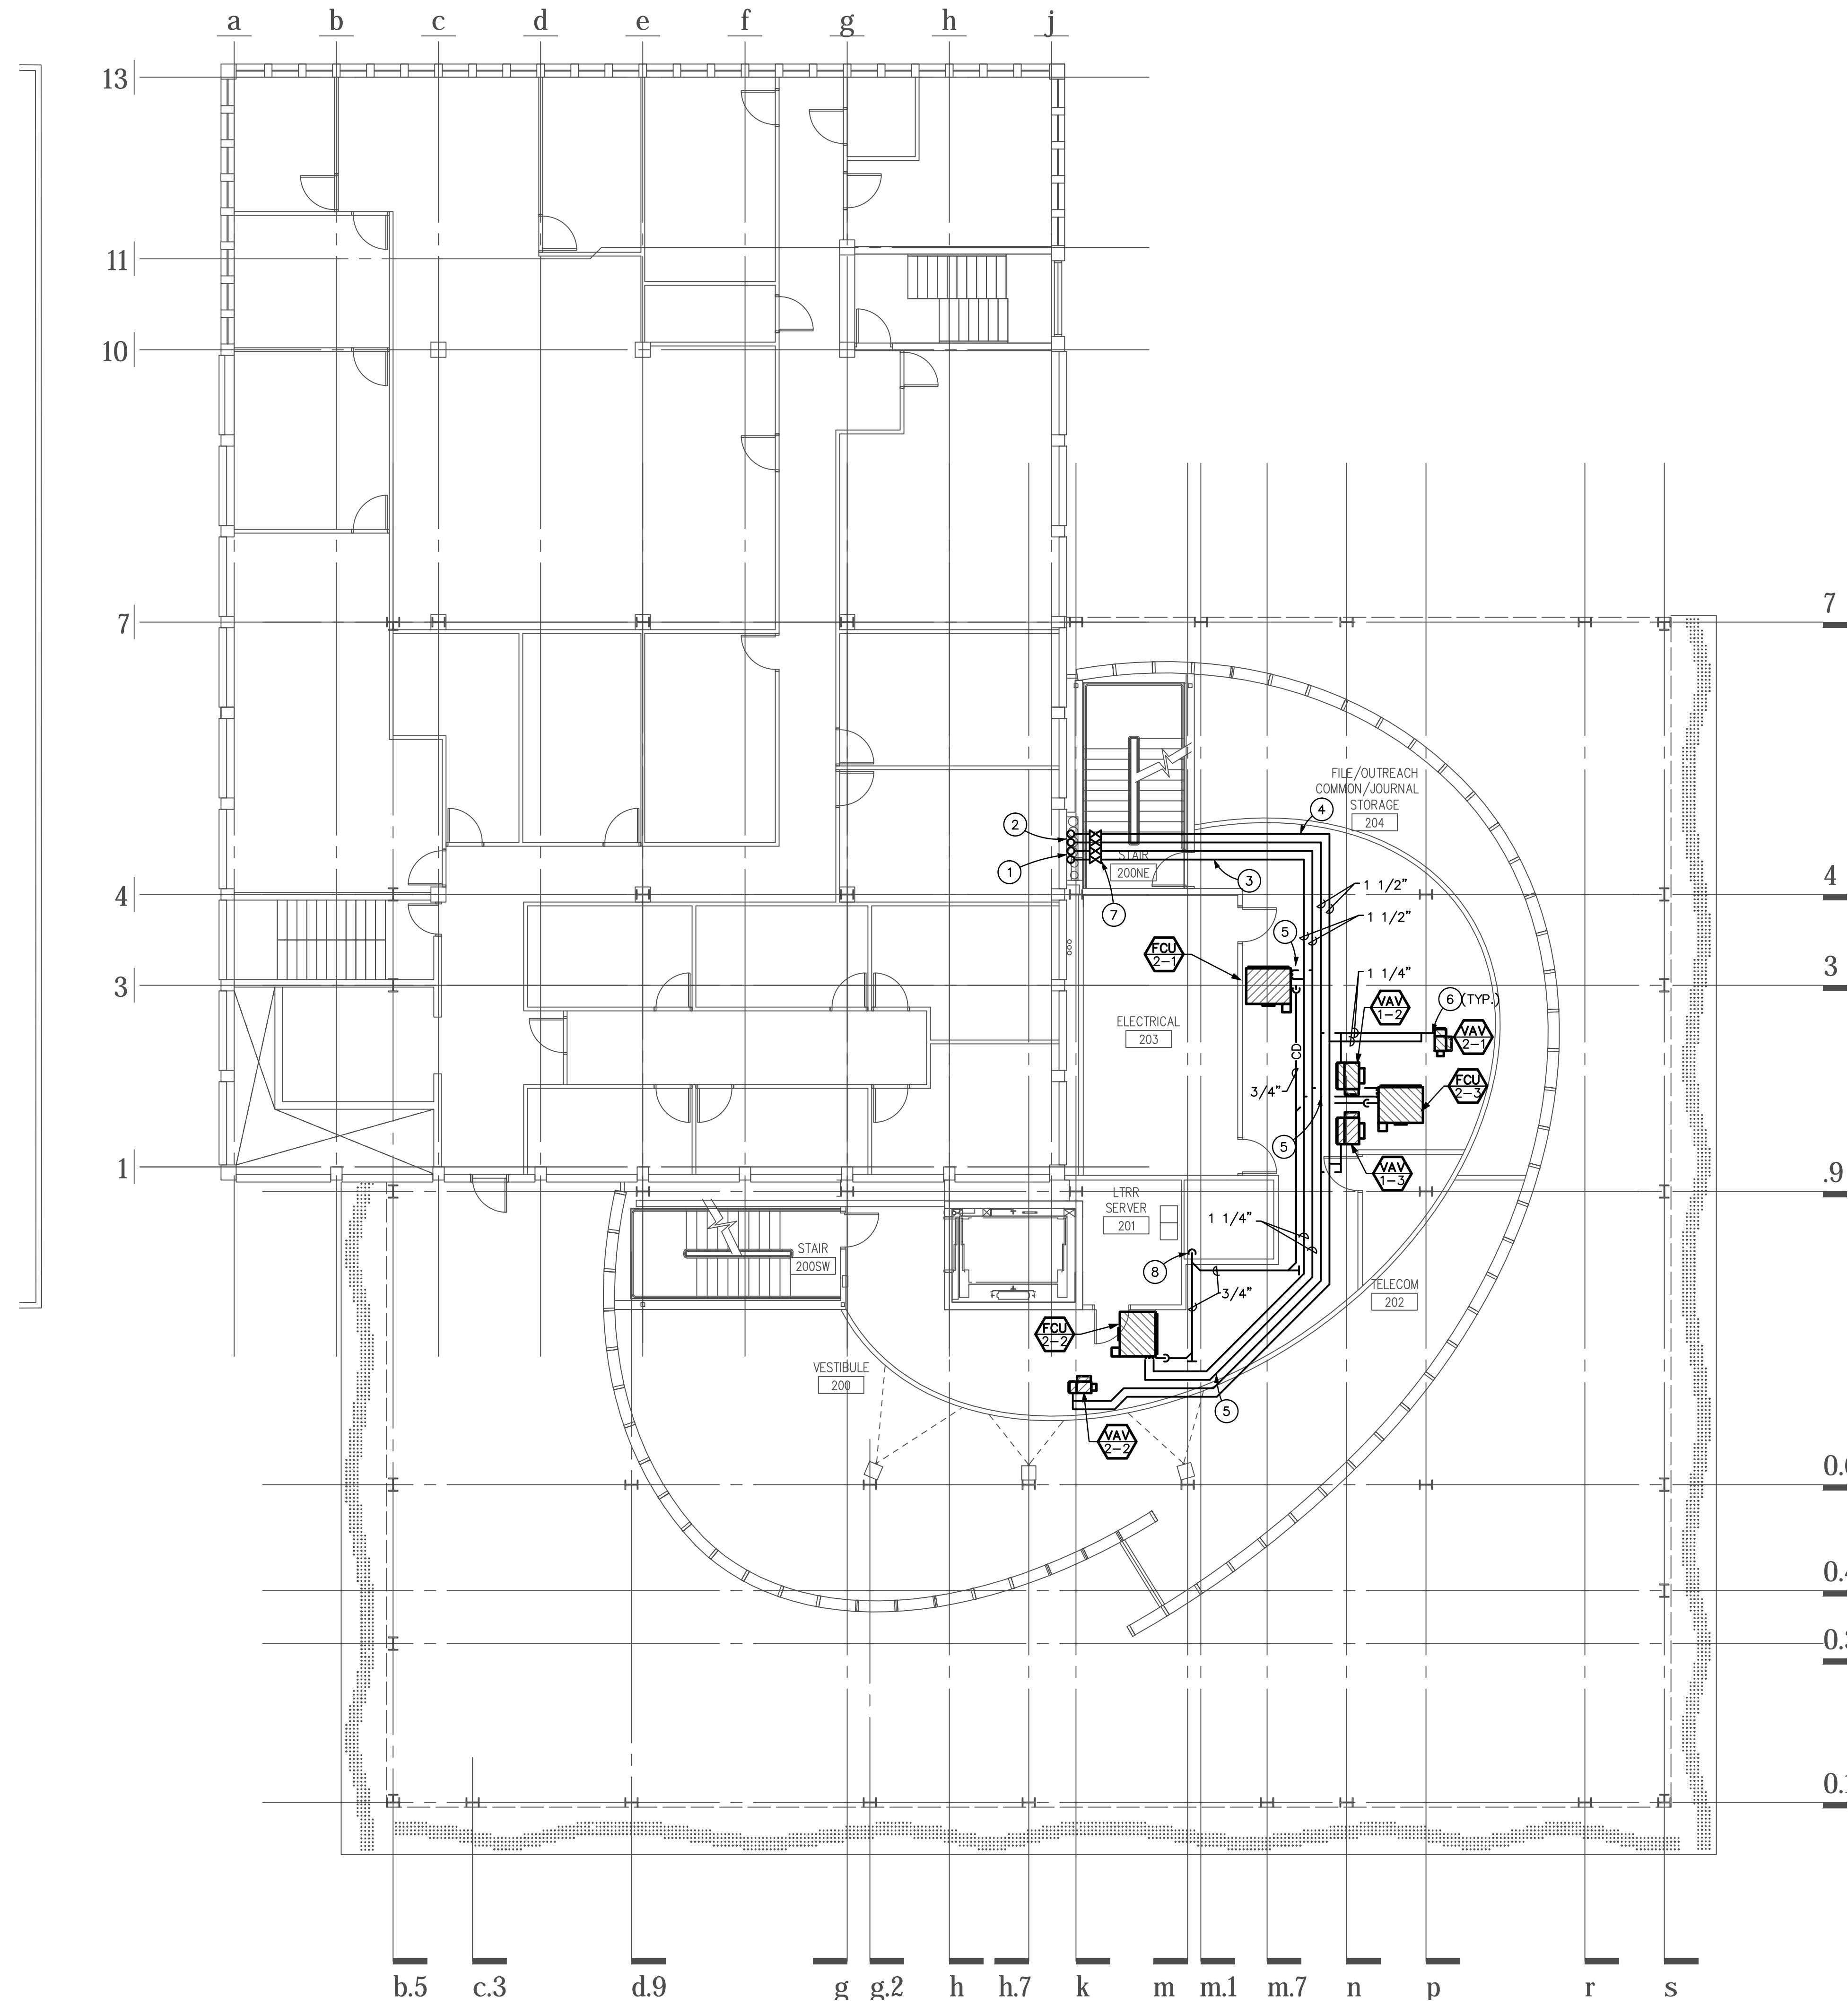 a b c d e f g h j
13
11
10
7
4
3
1
7
4
3
.9
FILE/OUTREACH
COMMON/JOURNAL
STORAGE
204
4
2
1
STAIR
200NE
3
7
1 1/2"
1 1/2"
5
FCU
2-1
1 1/4"
VAV
1-2
6 (TYP.)
VAV
2-1
ELECTRICAL
203
CD
3/4"
FCU
2-3
5
VAV
1-3
LTRR
SERVER
201
1 1/4"
STAIR
200SW
8
3/4"
TELECOM
202
FCU
2-2
VESTIBULE
200
5
VAV
2-2
b.5 c.3 d.9 g g.2 h h.7 k m m.1 m.7 n p r s